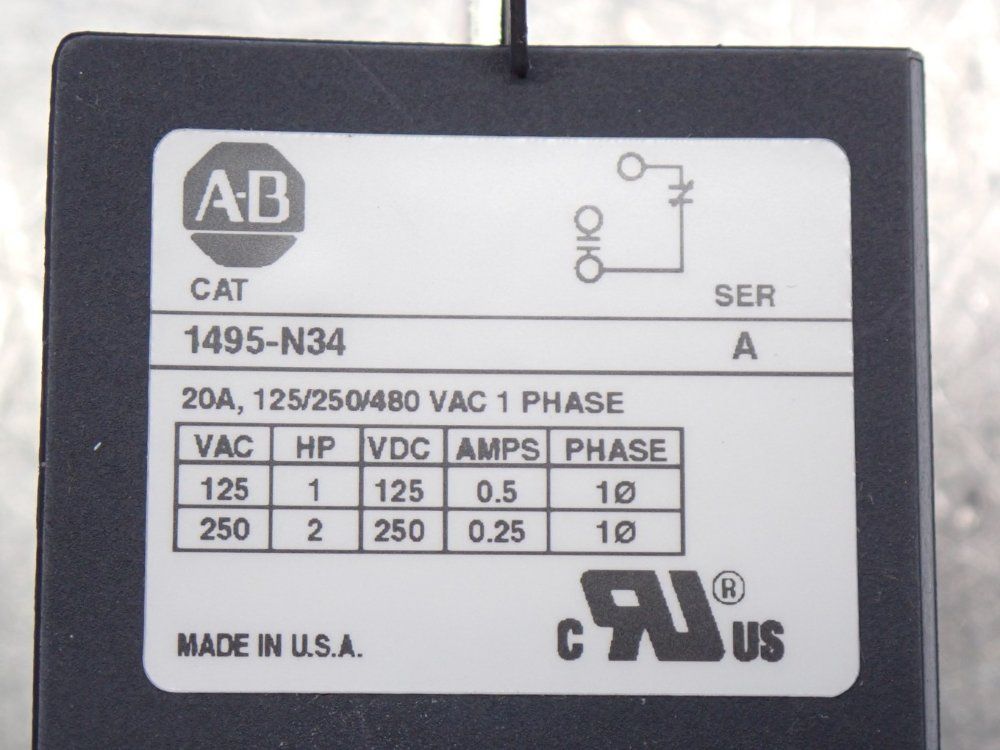 A-B
CAT
SER
1495-N34 A
20A, 125/250/480 VAC 1 PHASE
VAC HP VDC AMPS PHASE
125 1 125 0.5 1Ø
250 2 250 0.25 1Ø
MADE IN U.S.A.
C RU® US